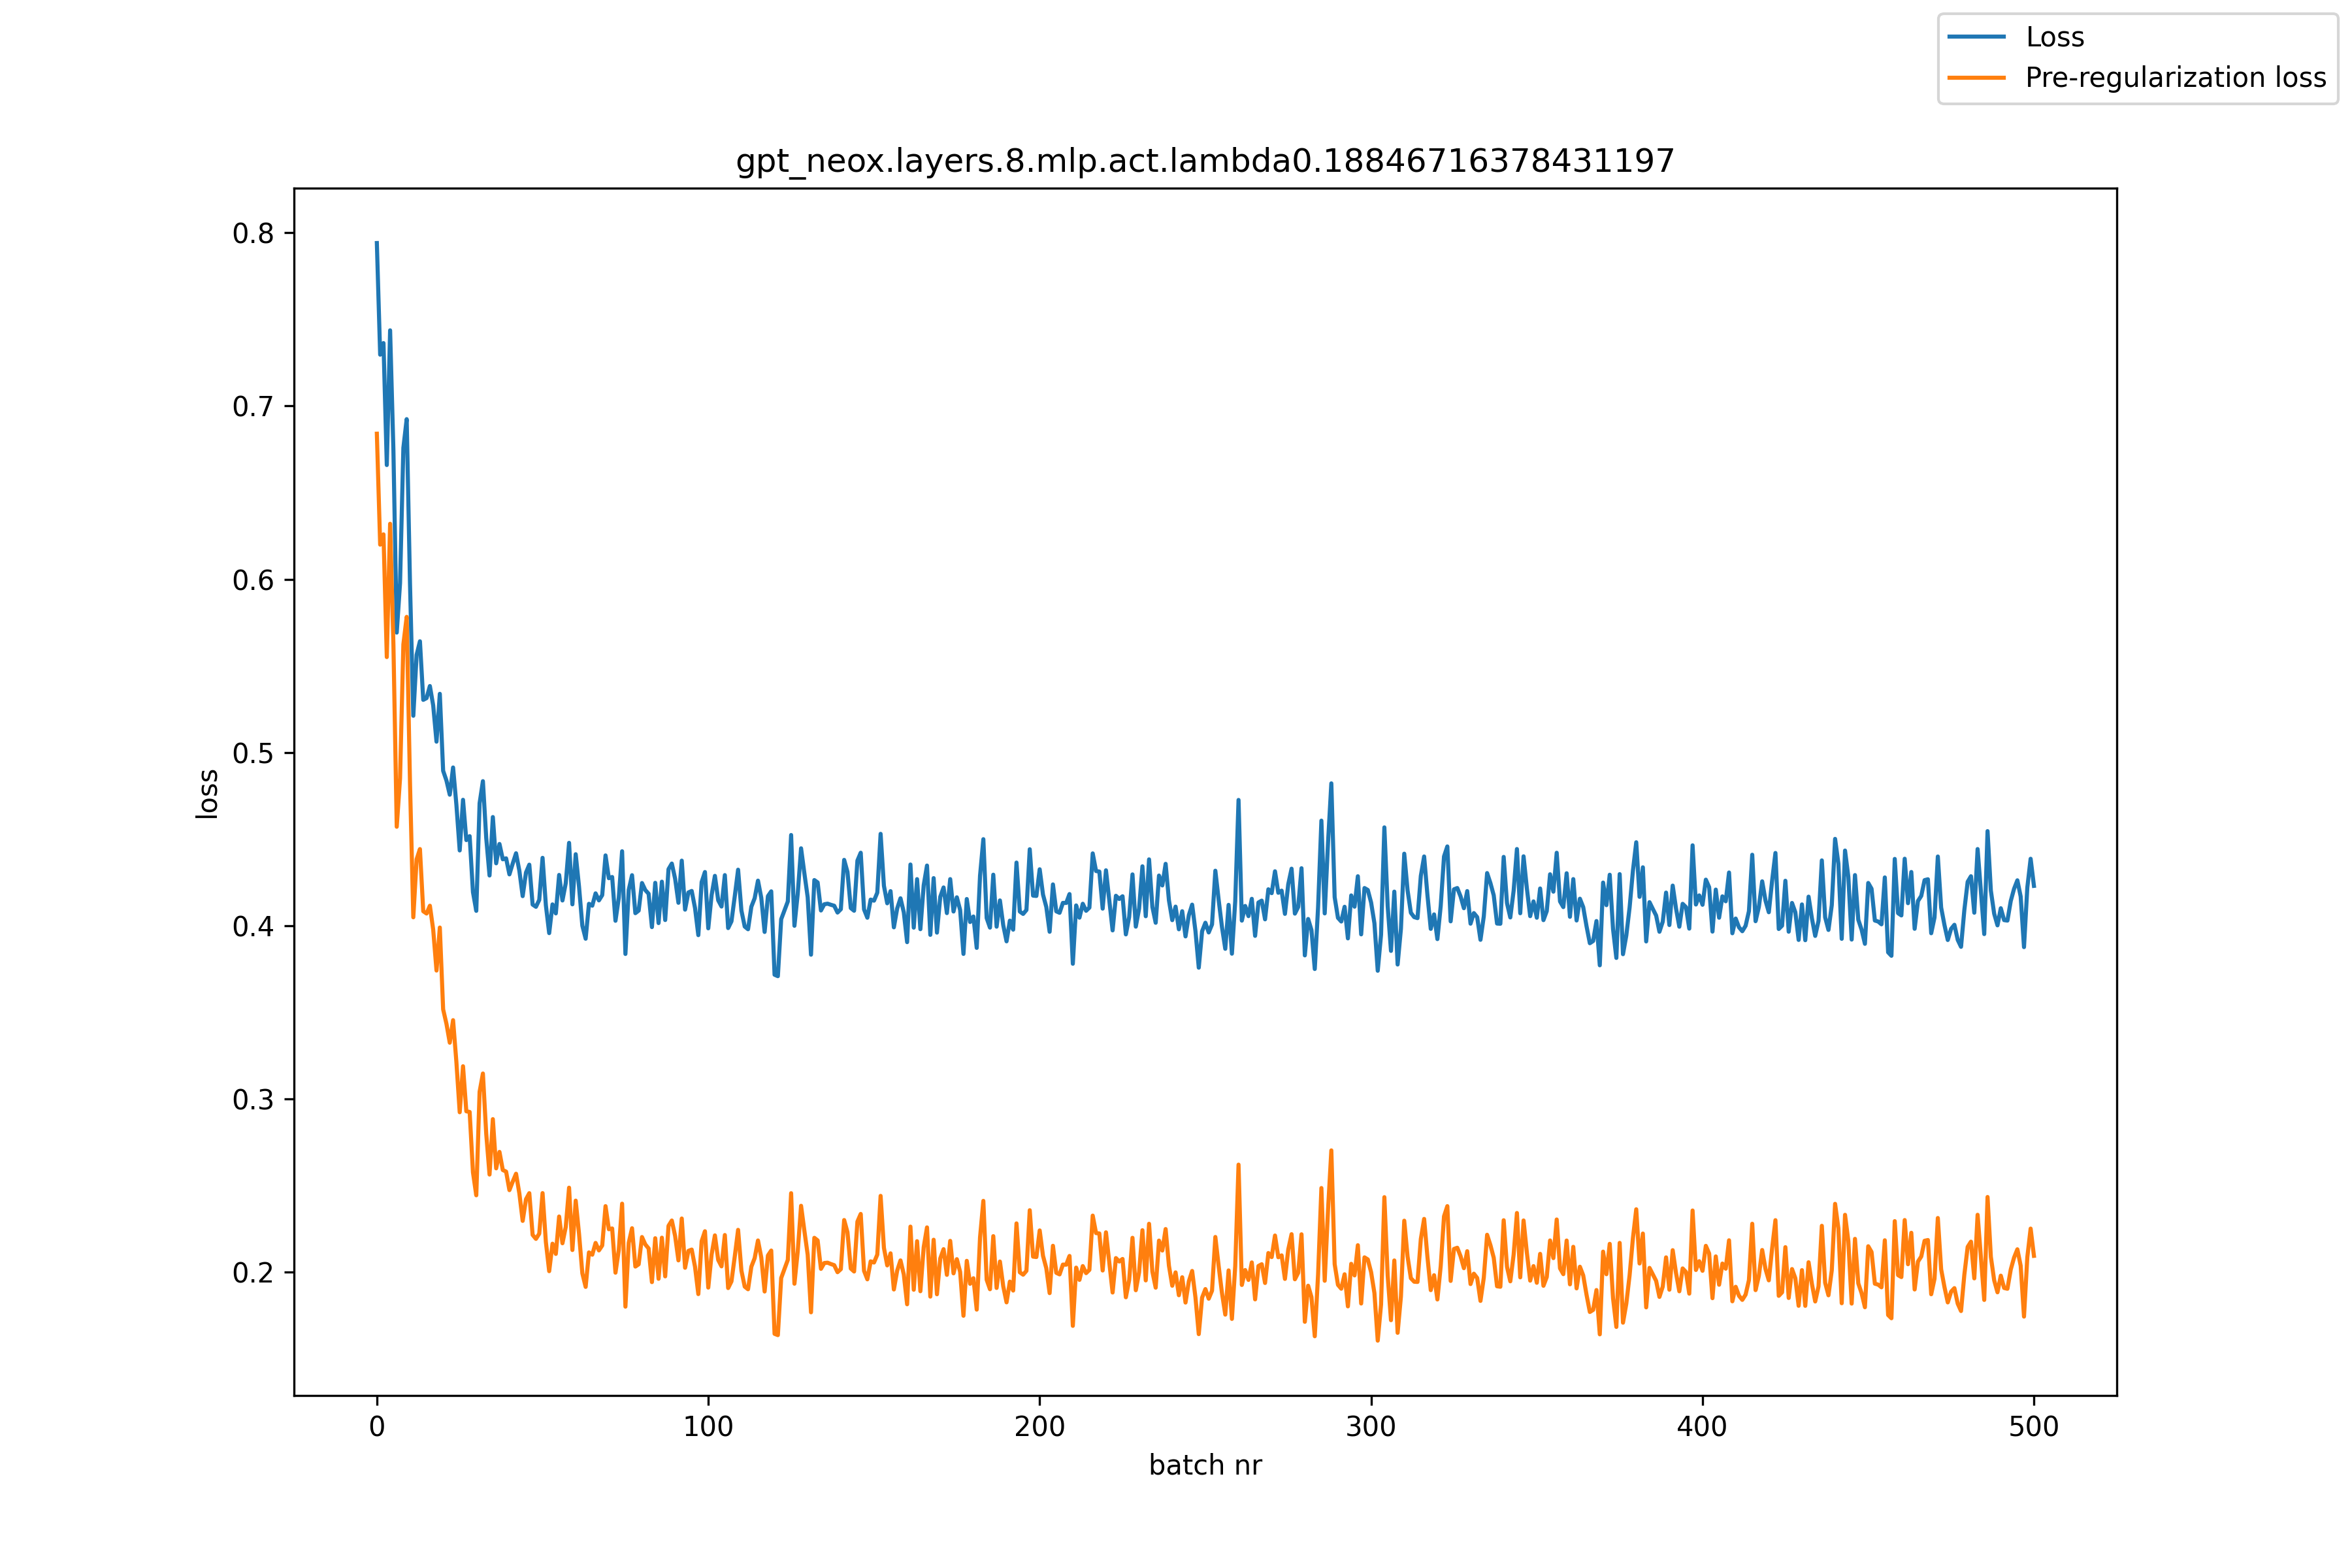 Loss
Pre-regularization loss
gpt_neox.layers.8.mlp.act.lambda0.18846716378431197
0.8
0.7
0.6
0.5
0.4
0.3
0.2
loss
0 100 200 300 400 500
batch nr